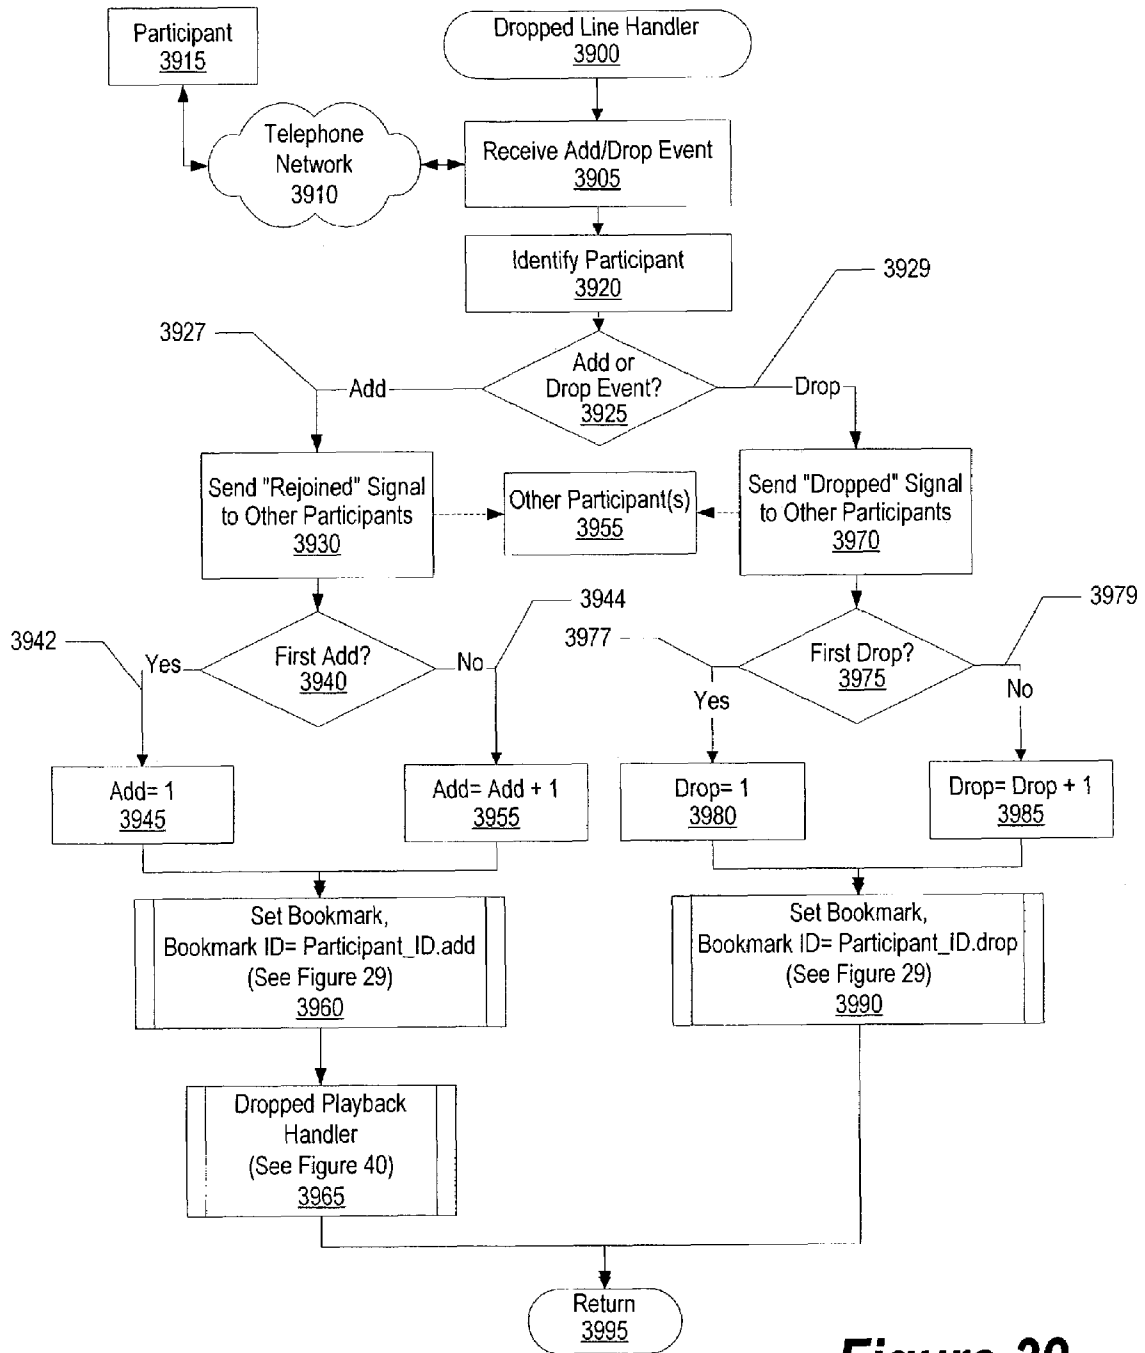 Participant
3915
Dropped Line Handler
3900
Telephone
Network
3910
Receive Add/Drop Event
3905
Identify Participant
3920
3929
3927
Add or
Drop Event?
3925
Add
Drop
Send "Rejoined" Signal
to Other Participants
3930
Other Participant(s)
3955
Send "Dropped" Signal
to Other Participants
3970
3942
3944
3977
3979
Yes
First Add?
3940
No
First Drop?
3975
Yes
No
Add= 1
3945
Add= Add + 1
3955
Drop= 1
3980
Drop= Drop + 1
3985
Set Bookmark,
Bookmark ID= Participant_ID.add
(See Figure 29)
3960
Set Bookmark,
Bookmark ID= Participant_ID.drop
(See Figure 29)
3990
Dropped Playback
Handler
(See Figure 40)
3965
Return
3995
Figure 39